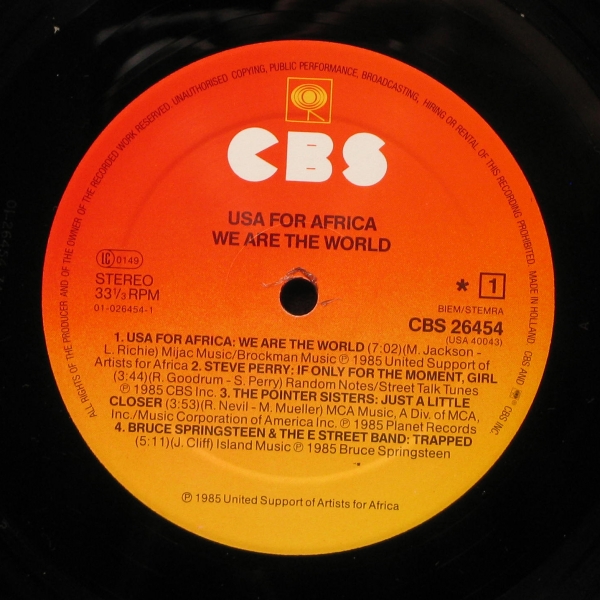 ALL RIGHTS OF THE PRODUCER AND OF THE OWNER OF THE RECORDED WORK RESERVED. UNAUTHORISED COPYING, PUBLIC PERFORMANCE, BROADCASTING, HIRING OR RENTAL OF THIS RECORDING PROHIBITED. MADE IN HOLLAND CBS AND CBS INC.
CBS
USA FOR AFRICA
WE ARE THE WORLD
LC 0149
STEREO
33⅓ RPM
01-026454-1
* 1
BIEM/STEMRA
CBS 26454
(USA 40043)
1. USA FOR AFRICA: WE ARE THE WORLD (7:02)(M. Jackson -
L. Richie) Mijac Music/Brockman Music ℗ 1985 United Support of
Artists for Africa 2. STEVE PERRY: IF ONLY FOR THE MOMENT, GIRL
(3:44)(R. Goodrum - S. Perry) Random Notes/Street Talk Tunes
℗ 1985 CBS Inc. 3. THE POINTER SISTERS: JUST A LITTLE
CLOSER (3:53)(R. Nevil - M. Mueller) MCA Music, A Div. of MCA,
Inc./Music Corporation of America Inc. ℗ 1985 Planet Records
4. BRUCE SPRINGSTEEN & THE E STREET BAND: TRAPPED
(5:11)(J. Cliff) Island Music ℗ 1985 Bruce Springsteen
℗ 1985 United Support of Artists for Africa